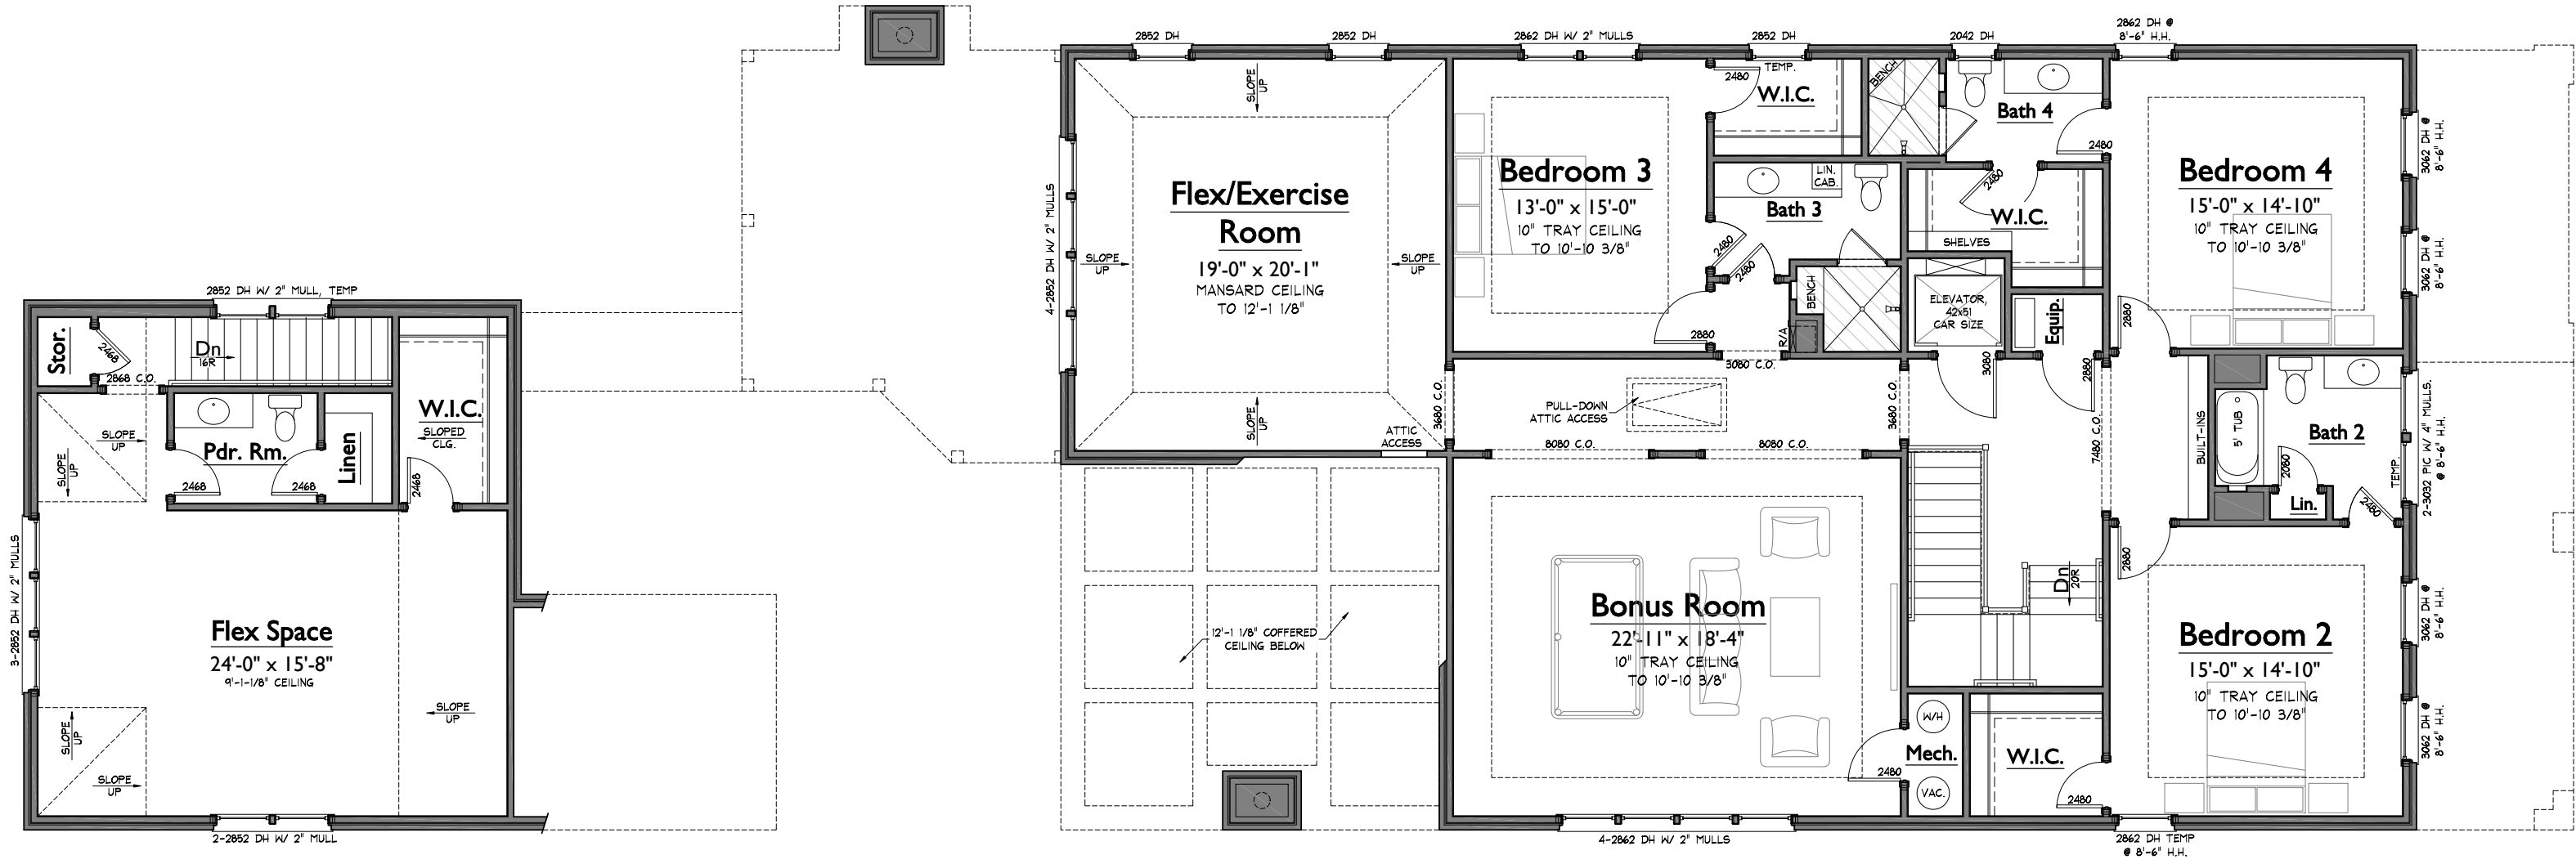 2852 DH W/ 2" MULL, TEMP
Stor.
2468
Dn
16R
2868 C.O.
SLOPE
UP
SLOPE
UP
Pdr. Rm.
2468
2468
Linen
W.I.C.
SLOPED
CLG.
2468
3-2852 DH W/ 2" MULLS
Flex Space
24'-0" x 15'-8"
9'-1-1/8" CEILING
SLOPE
UP
SLOPE
UP
SLOPE
UP
2-2852 DH W/ 2" MULL
2852 DH
2852 DH
4-2852 DH W/ 2" MULLS
SLOPE
UP
Flex/Exercise
Room
19'-0" x 20'-1"
MANSARD CEILING
TO 12'-1 1/8"
SLOPE
UP
SLOPE
UP
SLOPE
UP
ATTIC
ACCESS
12'-1 1/8" COFFERED
CEILING BELOW
2862 DH W/ 2" MULLS
Bedroom 3
13'-0" x 15'-0"
10" TRAY CEILING
TO 10'-10 3/8"
2880
2852 DH
2480
TEMP.
W.I.C.
LIN.
CAB.
Bath 3
2480
2480
BENCH
R/A
3080 C.O.
3680 C.O.
PULL-DOWN
ATTIC ACCESS
3680 C.O.
8080 C.O.
8080 C.O.
Bonus Room
22'-11" x 18'-4"
10" TRAY CEILING
TO 10'-10 3/8"
4-2862 DH W/ 2" MULLS
2042 DH
BENCH
Bath 4
2480
2480
W.I.C.
SHELVES
ELEVATOR,
42x51
CAR SIZE
3080
Equip.
2880
7480 C.O.
Dn
20R
W/H
Mech.
VAC.
2480
W.I.C.
2480
2862 DH @
8'-6" H.H.
Bedroom 4
15'-0" x 14'-10"
10" TRAY CEILING
TO 10'-10 3/8"
2880
3062 DH @
8'-6" H.H.
3062 DH @
8'-6" H.H.
BUILT-INS
5' TUB
Bath 2
2080
Lin.
TEMP.
2480
2-3032 PIC W/ 4" MULLS.
@ 8'-6" H.H.
2880
Bedroom 2
15'-0" x 14'-10"
10" TRAY CEILING
TO 10'-10 3/8"
3062 DH @
8'-6" H.H.
3062 DH @
8'-6" H.H.
2862 DH TEMP
@ 8'-6" H.H.